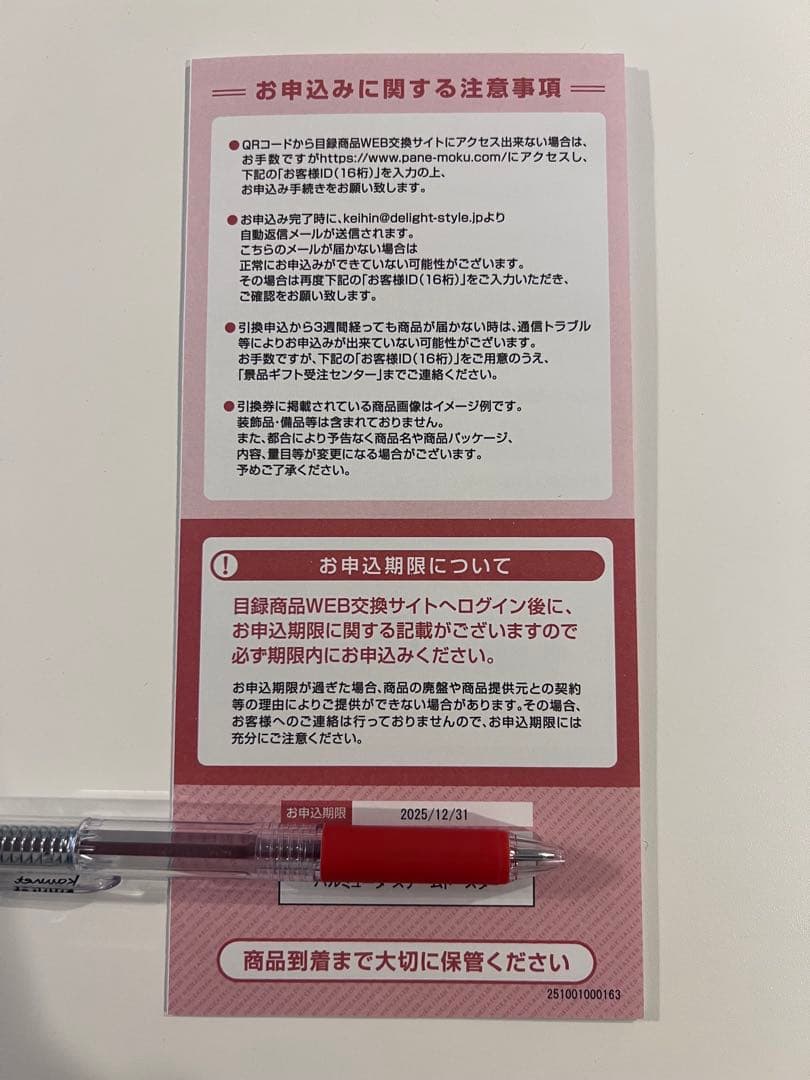 お申込みに関する注意事項
●QRコードから目録商品WEB交換サイトにアクセス出来ない場合は、
お手数ですがhttps://www.pane-moku.com/にアクセスし、
下記の「お客様ID(16桁)」を入力の上、
お申込み手続きをお願い致します。
●お申込み完了時に、keihin@delight-style.jpより
自動返信メールが送信されます。
こちらのメールが届かない場合は
正常にお申込みができていない可能性がございます。
その場合は再度下記の「お客様ID(16桁)」をご入力いただき、
ご確認をお願い致します。
●引換申込から3週間経っても商品が届かない時は、通信トラブル
等によりお申込みが出来ていない可能性がございます。
お手数ですが、下記の「お客様ID(16桁)」をご用意のうえ、
「景品ギフト受注センター」までご連絡ください。
●引換券に掲載されている商品画像はイメージ例です。
装飾品・備品等は含まれておりません。
また、都合により予告なく商品名や商品パッケージ、
内容、量目等が変更になる場合がございます。
予めご了承ください。
! お申込期限について
目録商品WEB交換サイトへログイン後に、
お申込期限に関する記載がございますので
必ず期限内にお申込みください。
お申込期限が過ぎた場合、商品の廃盤や商品提供元との契約
等の理由によりご提供ができない場合があります。その場合、
お客様へのご連絡は行っておりませんので、お申込期限には
充分にご注意ください。
お申込期限 2025/12/31
商品到着まで大切に保管ください
251001000163